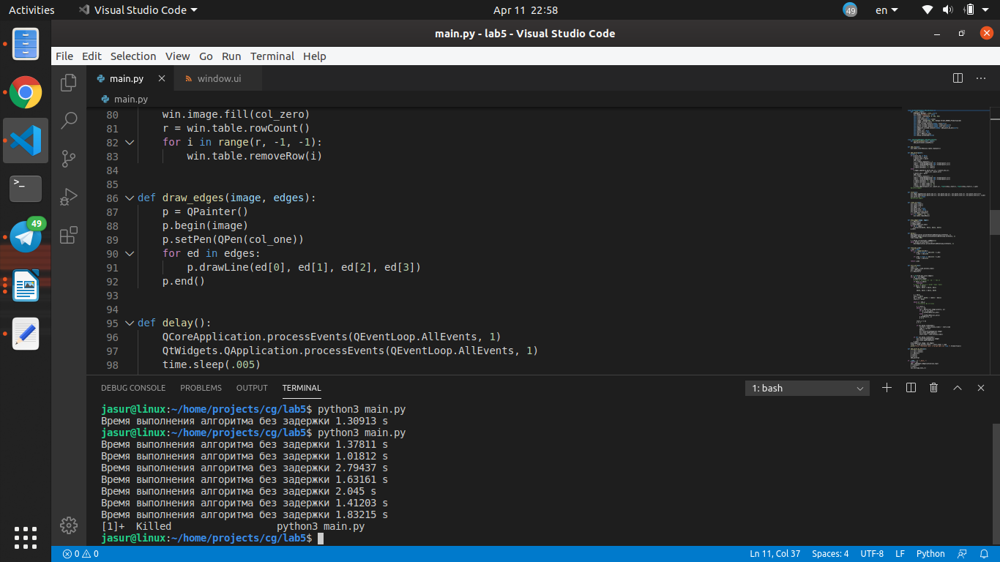 Activities Visual Studio Code Apr 11 22:58 49 en
main.py - lab5 - Visual Studio Code
File Edit Selection View Go Run Terminal Help
main.py window.ui
main.py
80 win.image.fill(col_zero)
81 r = win.table.rowCount()
82 for i in range(r, -1, -1):
83 win.table.removeRow(i)
84
85
86 def draw_edges(image, edges):
87 p = QPainter()
88 p.begin(image)
89 p.setPen(QPen(col_one))
90 for ed in edges:
91 p.drawLine(ed[0], ed[1], ed[2], ed[3])
92 p.end()
93
94
95 def delay():
96 QCoreApplication.processEvents(QEventLoop.AllEvents, 1)
97 QtWidgets.QApplication.processEvents(QEventLoop.AllEvents, 1)
98 time.sleep(.005)
>_
49
DEBUG CONSOLE PROBLEMS OUTPUT TERMINAL 1: bash
jasur@linux:~/home/projects/cg/lab5$ python3 main.py
Время выполнения алгоритма без задержки 1.30913 s
jasur@linux:~/home/projects/cg/lab5$ python3 main.py
Время выполнения алгоритма без задержки 1.37811 s
Время выполнения алгоритма без задержки 1.01812 s
Время выполнения алгоритма без задержки 2.79437 s
Время выполнения алгоритма без задержки 1.63161 s
Время выполнения алгоритма без задержки 2.045 s
Время выполнения алгоритма без задержки 1.41203 s
Время выполнения алгоритма без задержки 1.83215 s
[1]+ Killed python3 main.py
jasur@linux:~/home/projects/cg/lab5$
0 0 Ln 11, Col 37 Spaces: 4 UTF-8 LF Python